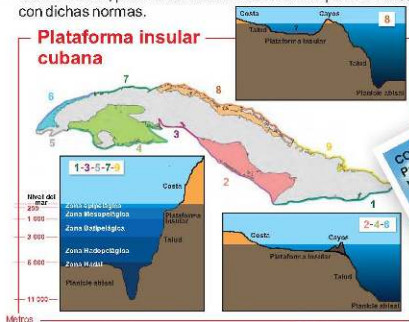 con dichas normas.
Plataforma insular
cubana
Costa
Cayos
8
Talud
?
Plataforma Insular
Talud
Planicie abisal
7
8
6
5
4
3
9
2
1
1-3-5-7-9
Costa
Nivel del
mar
200
1 000
2 000
6 000
11 000
Metros
Zona Epipelágica
Zona Mesopelágica
Zona Batipelágica
Zona Hadopelágica
Zona Hadal
Plataforma
Insular
Talud
Planicie abisal
2-4-6
Costa
Cayos
Plataforma Insular
Talud
Planicie abisal
CO
P